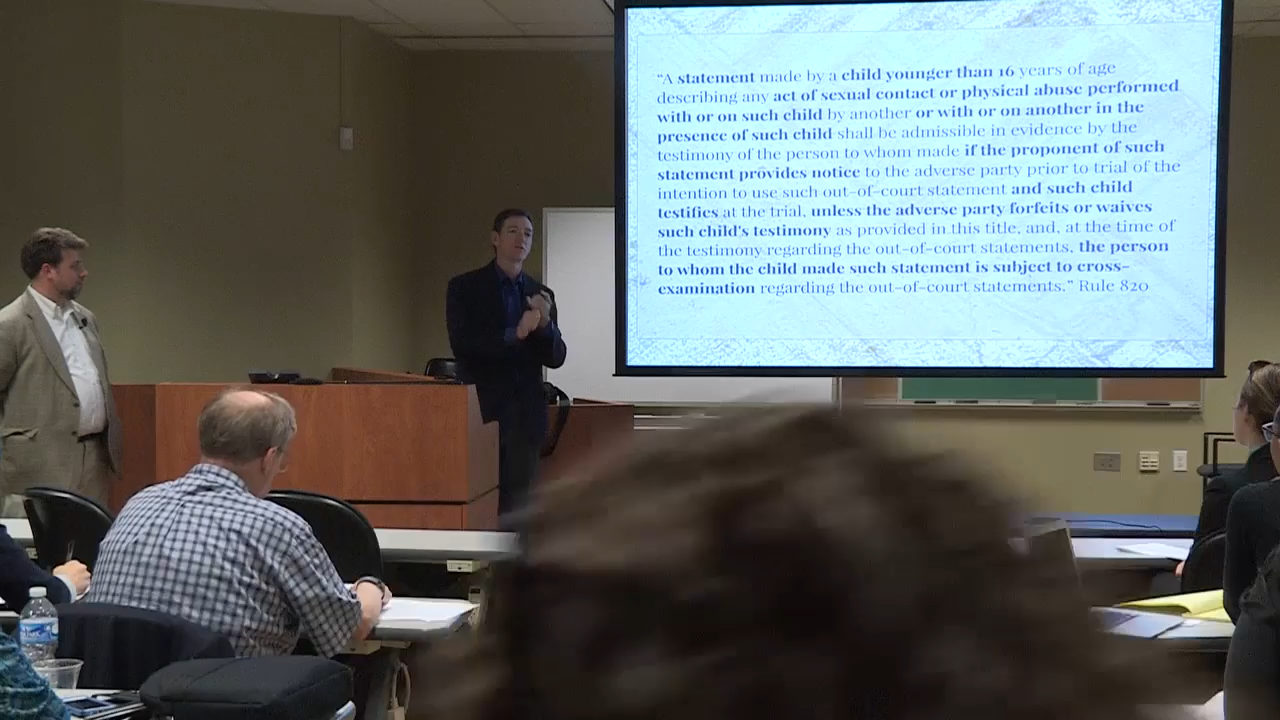 “A statement made by a child younger than 16 years of age
describing any act of sexual contact or physical abuse performed
with or on such child by another or with or on another in the
presence of such child shall be admissible in evidence by the
testimony of the person to whom made if the proponent of such
statement provides notice to the adverse party prior to trial of the
intention to use such out-of-court statement and such child
testifies at the trial, unless the adverse party forfeits or waives
such child's testimony as provided in this title, and, at the time of
the testimony regarding the out-of-court statements, the person
to whom the child made such statement is subject to cross-
examination regarding the out-of-court statements.” Rule 820